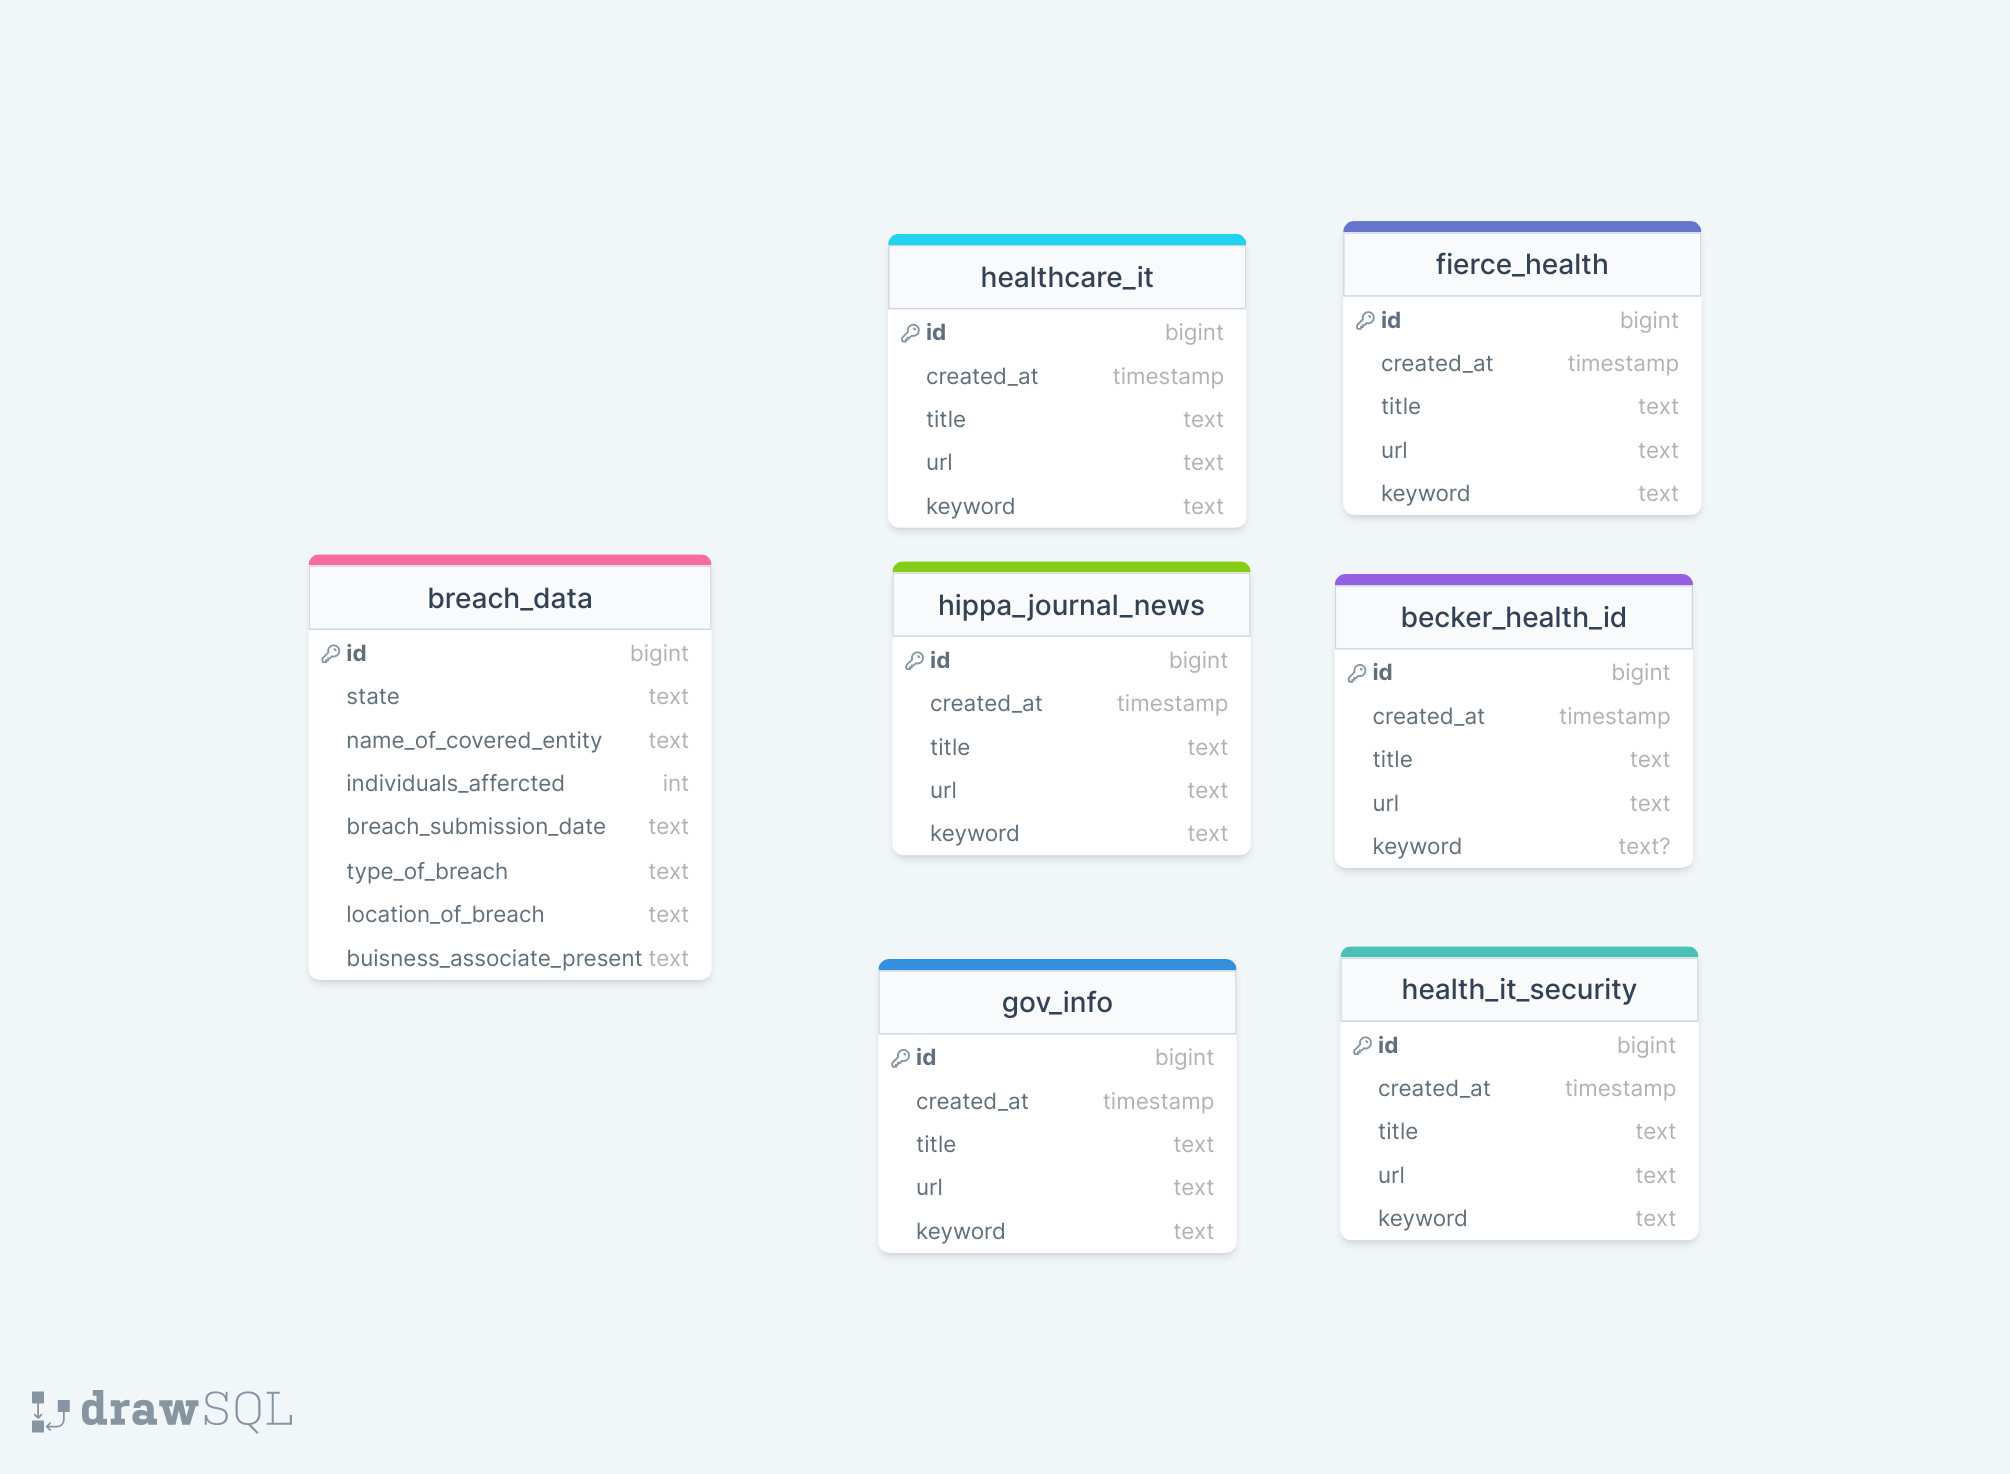 healthcare_it
id bigint
created_at timestamp
title text
url text
keyword text
fierce_health
id bigint
created_at timestamp
title text
url text
keyword text
breach_data
id bigint
state text
name_of_covered_entity text
individuals_affercted int
breach_submission_date text
type_of_breach text
location_of_breach text
buisness_associate_present text
hippa_journal_news
id bigint
created_at timestamp
title text
url text
keyword text
becker_health_id
id bigint
created_at timestamp
title text
url text
keyword text?
gov_info
id bigint
created_at timestamp
title text
url text
keyword text
health_it_security
id bigint
created_at timestamp
title text
url text
keyword text
drawSQL